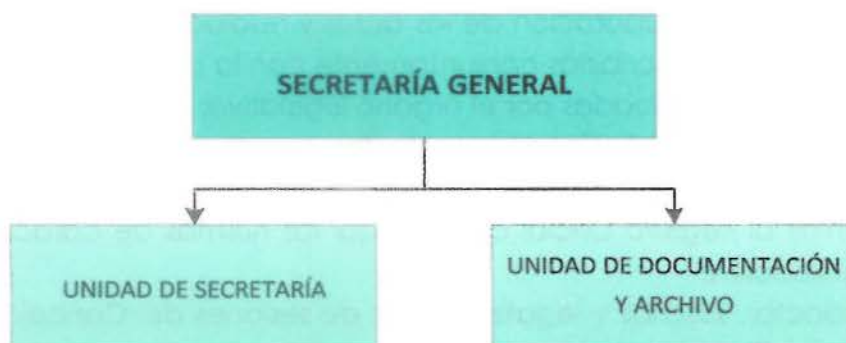 SECRETARÍA GENERAL
UNIDAD DE SECRETARÍA
UNIDAD DE DOCUMENTACIÓN
Y ARCHIVO